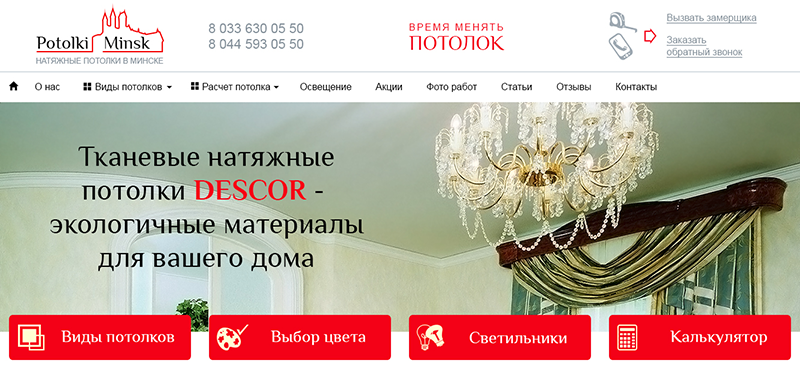 Potolki Minsk
НАТЯЖНЫЕ ПОТОЛКИ В МИНСКЕ
8 033 630 05 50
8 044 593 05 50
ВРЕМЯ МЕНЯТЬ
ПОТОЛОК
Вызвать замерщика
Заказать
обратный звонок
О нас Виды потолков Расчет потолка Освещение Акции Фото работ Статьи Отзывы Контакты
Тканевые натяжные
потолки DESCOR -
экологичные материалы
для вашего дома
Виды потолков Выбор цвета Светильники Калькулятор